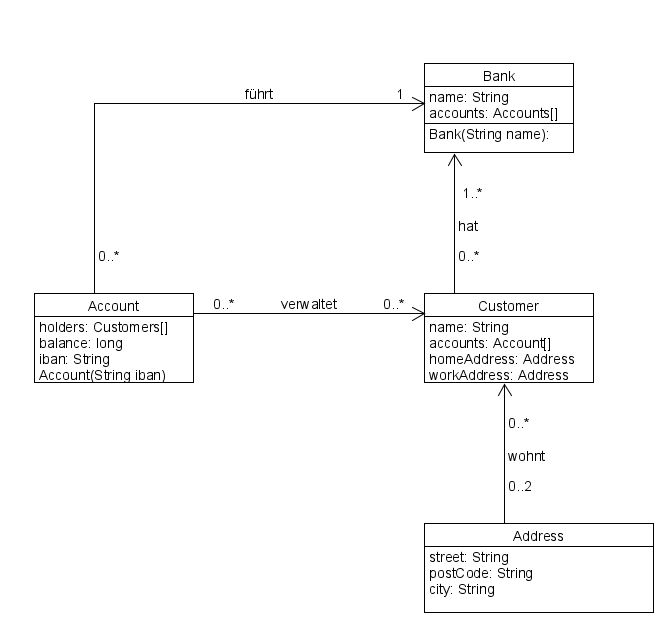 Bank
name: String
accounts: Accounts[]
Bank(String name):
führt
1
1..*
hat
0..*
0..*
Account
holders: Customers[]
balance: long
iban: String
Account(String iban)
0..*
verwaltet
0..*
Customer
name: String
accounts: Account[]
homeAddress: Address
workAddress: Address
0..*
wohnt
0..2
Address
street: String
postCode: String
city: String